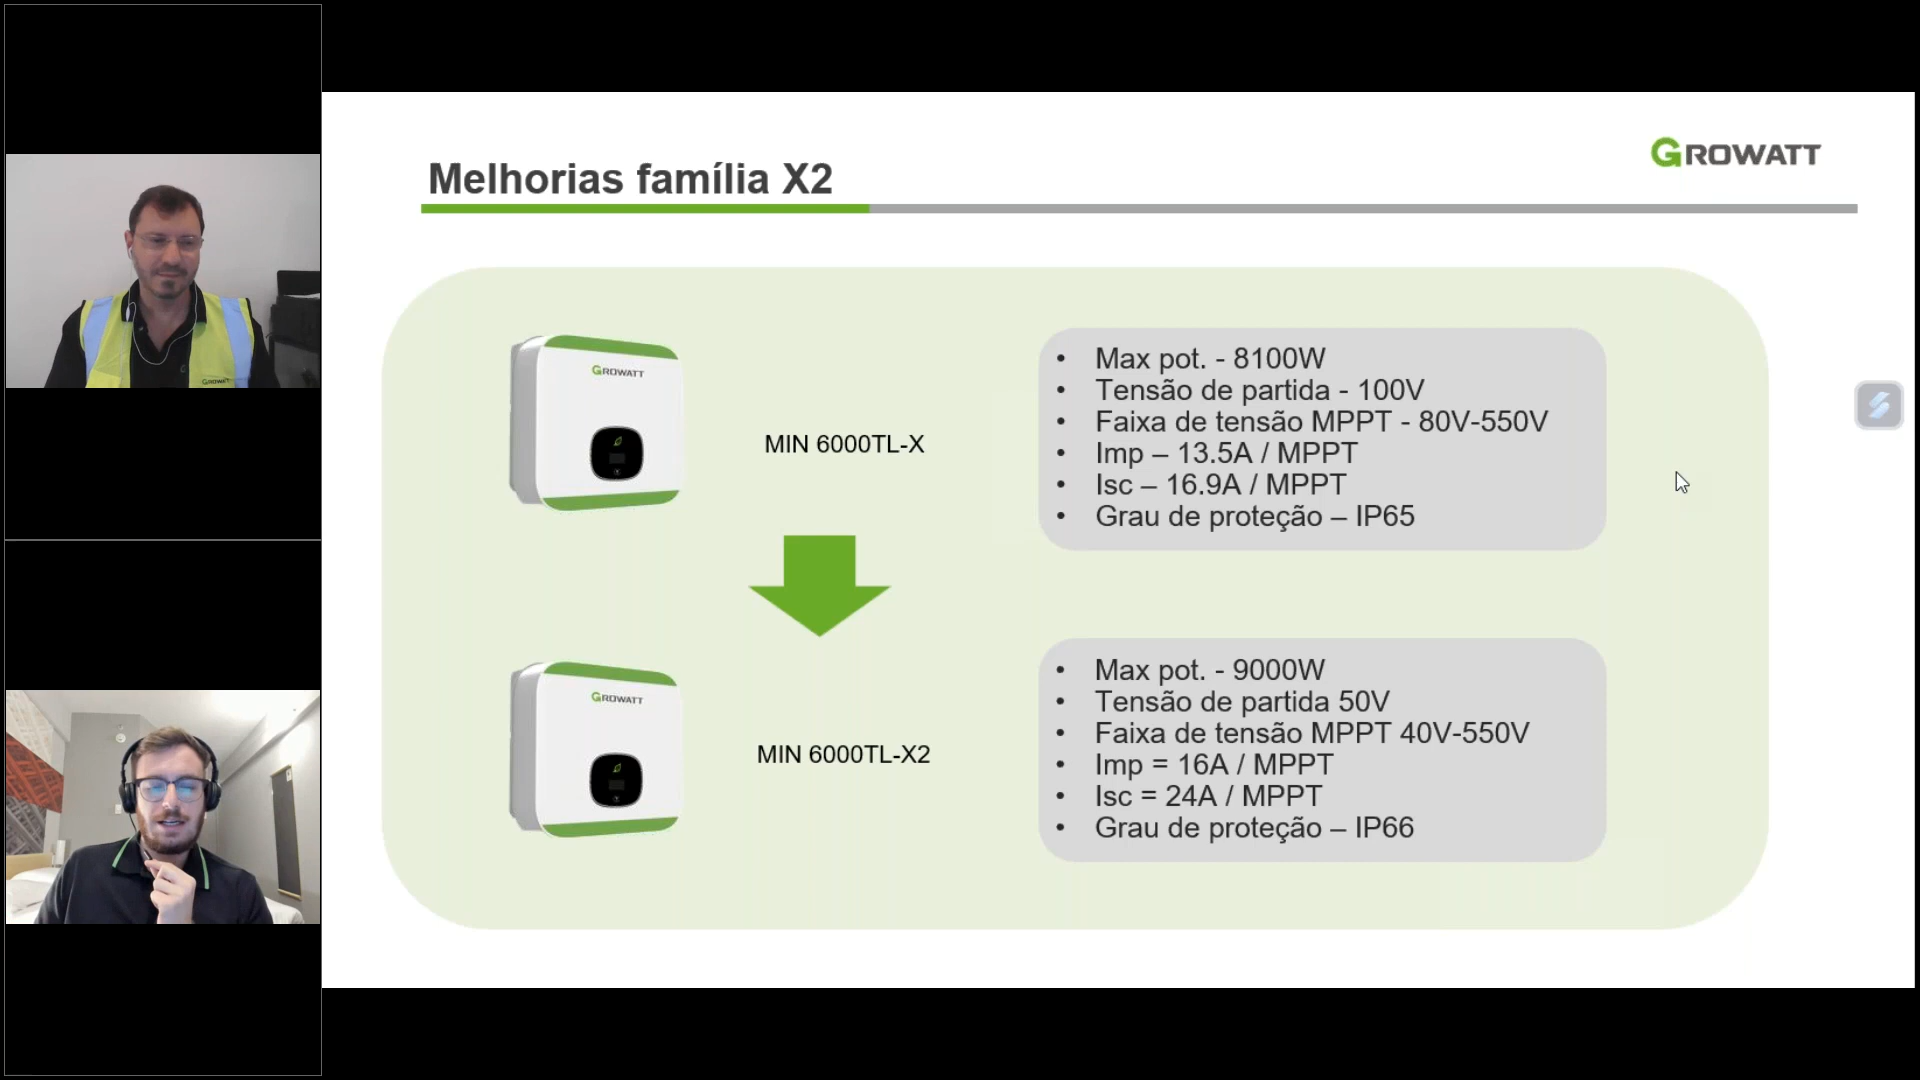 GROWATT
Melhorias família X2
GROWATT
MIN 6000TL-X
• Max pot. - 8100W
• Tensão de partida - 100V
• Faixa de tensão MPPT - 80V-550V
• Imp – 13.5A / MPPT
• Isc – 16.9A / MPPT
• Grau de proteção – IP65
GROWATT
MIN 6000TL-X2
• Max pot. - 9000W
• Tensão de partida 50V
• Faixa de tensão MPPT 40V-550V
• Imp = 16A / MPPT
• Isc = 24A / MPPT
• Grau de proteção – IP66
GROWATT